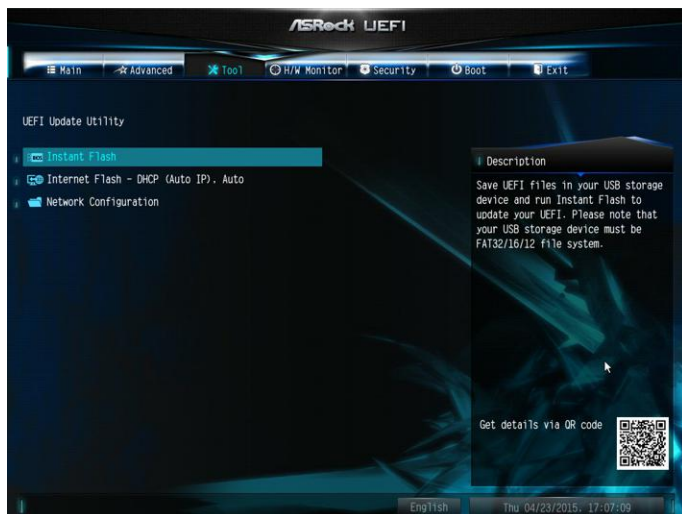 ASRock UEFI
Main Advanced Tool H/W Monitor Security Boot Exit
UEFI Update Utility
Instant Flash
Internet Flash - DHCP (Auto IP), Auto
Network Configuration
Description
Save UEFI files in your USB storage
device and run Instant Flash to
update your UEFI. Please note that
your USB storage device must be
FAT32/16/12 file system.
Get details via QR code
English
Thu 04/23/2015. 17:07:09